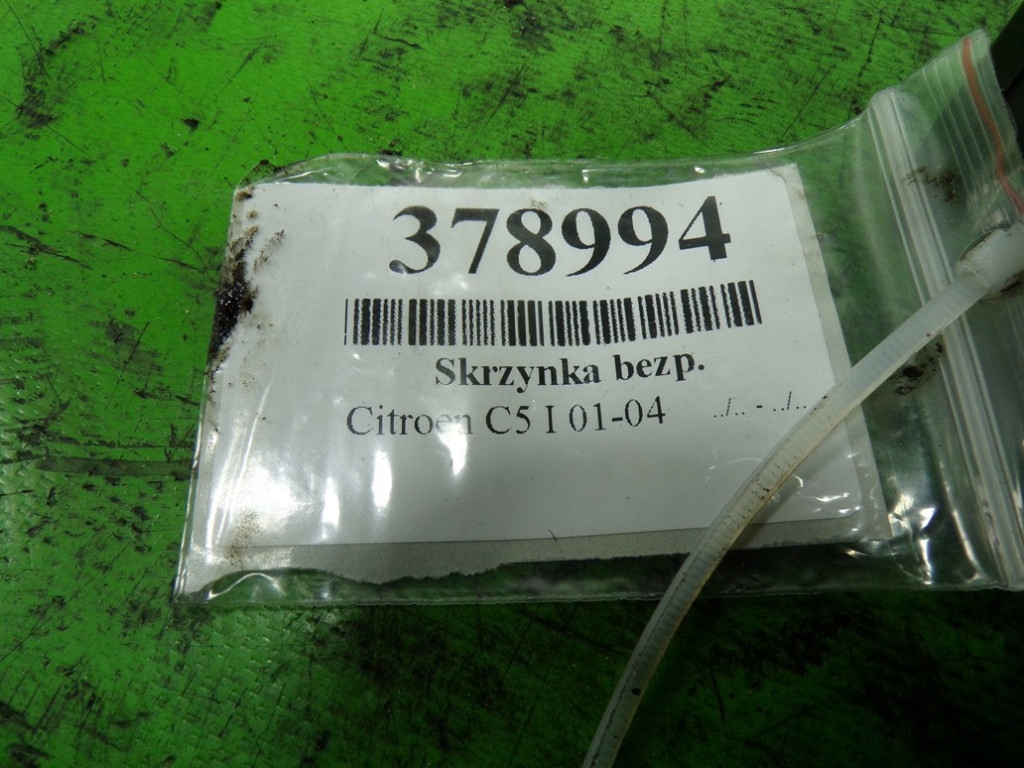 378994
Skrzynka bezp.
Citroen C5 I 01-04 ../.. - ../..